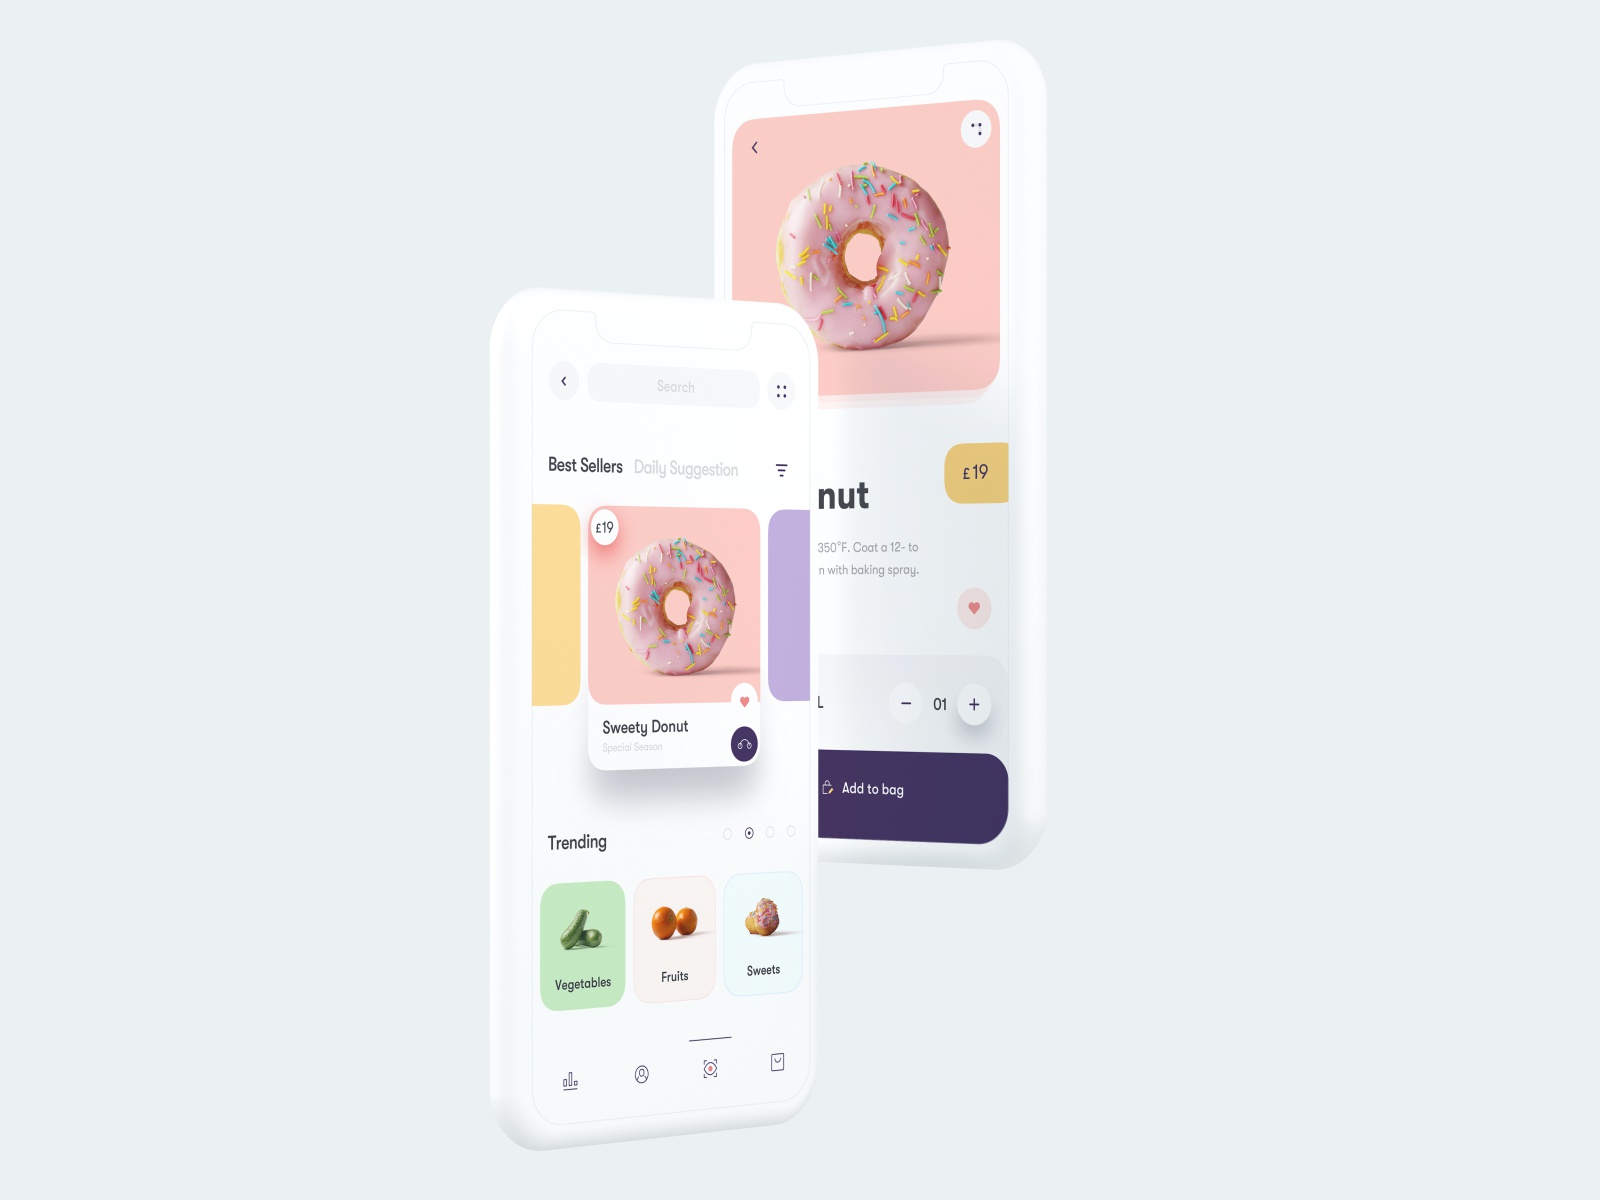 £19
nut
350°F. Coat a 12- to
n with baking spray.
L
01
Add to bag
Search
Best Sellers Daily Suggestion
£19
Sweety Donut
Special Season
Trending
Vegetables
Fruits
Sweets